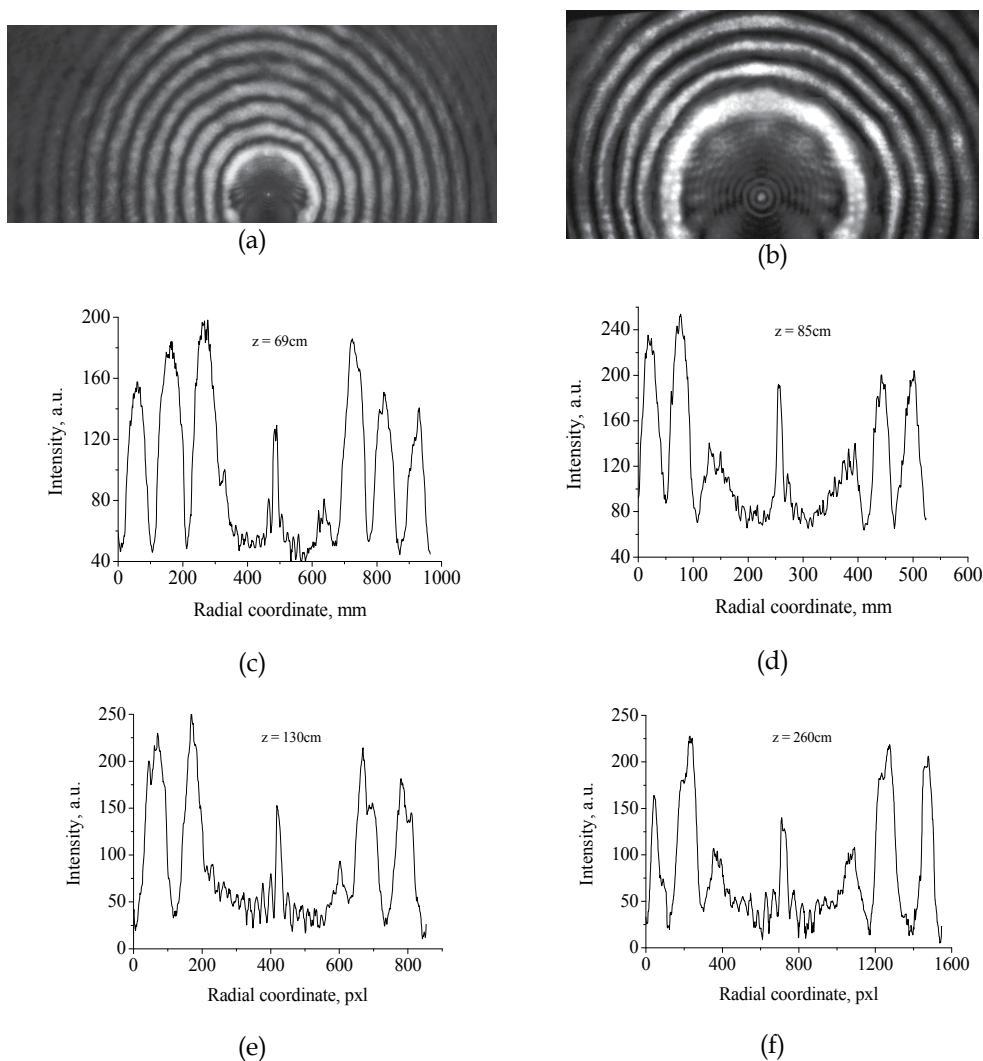 (a)
(b)
200
160
120
80
40
0 200 400 600 800 1000
Intensity, a.u.
z = 69cm
Radial coordinate, mm
(c)
240
200
160
120
80
40
0 100 200 300 400 500 600
Intensity, a.u.
z = 85cm
Radial coordinate, mm
(d)
250
200
150
100
50
0
0 200 400 600 800
Intensity, a.u.
z = 130cm
Radial coordinate, pxl
(e)
250
200
150
100
50
0
0 400 800 1200 1600
Intensity, a.u.
z = 260cm
Radial coordinate, pxl
(f)